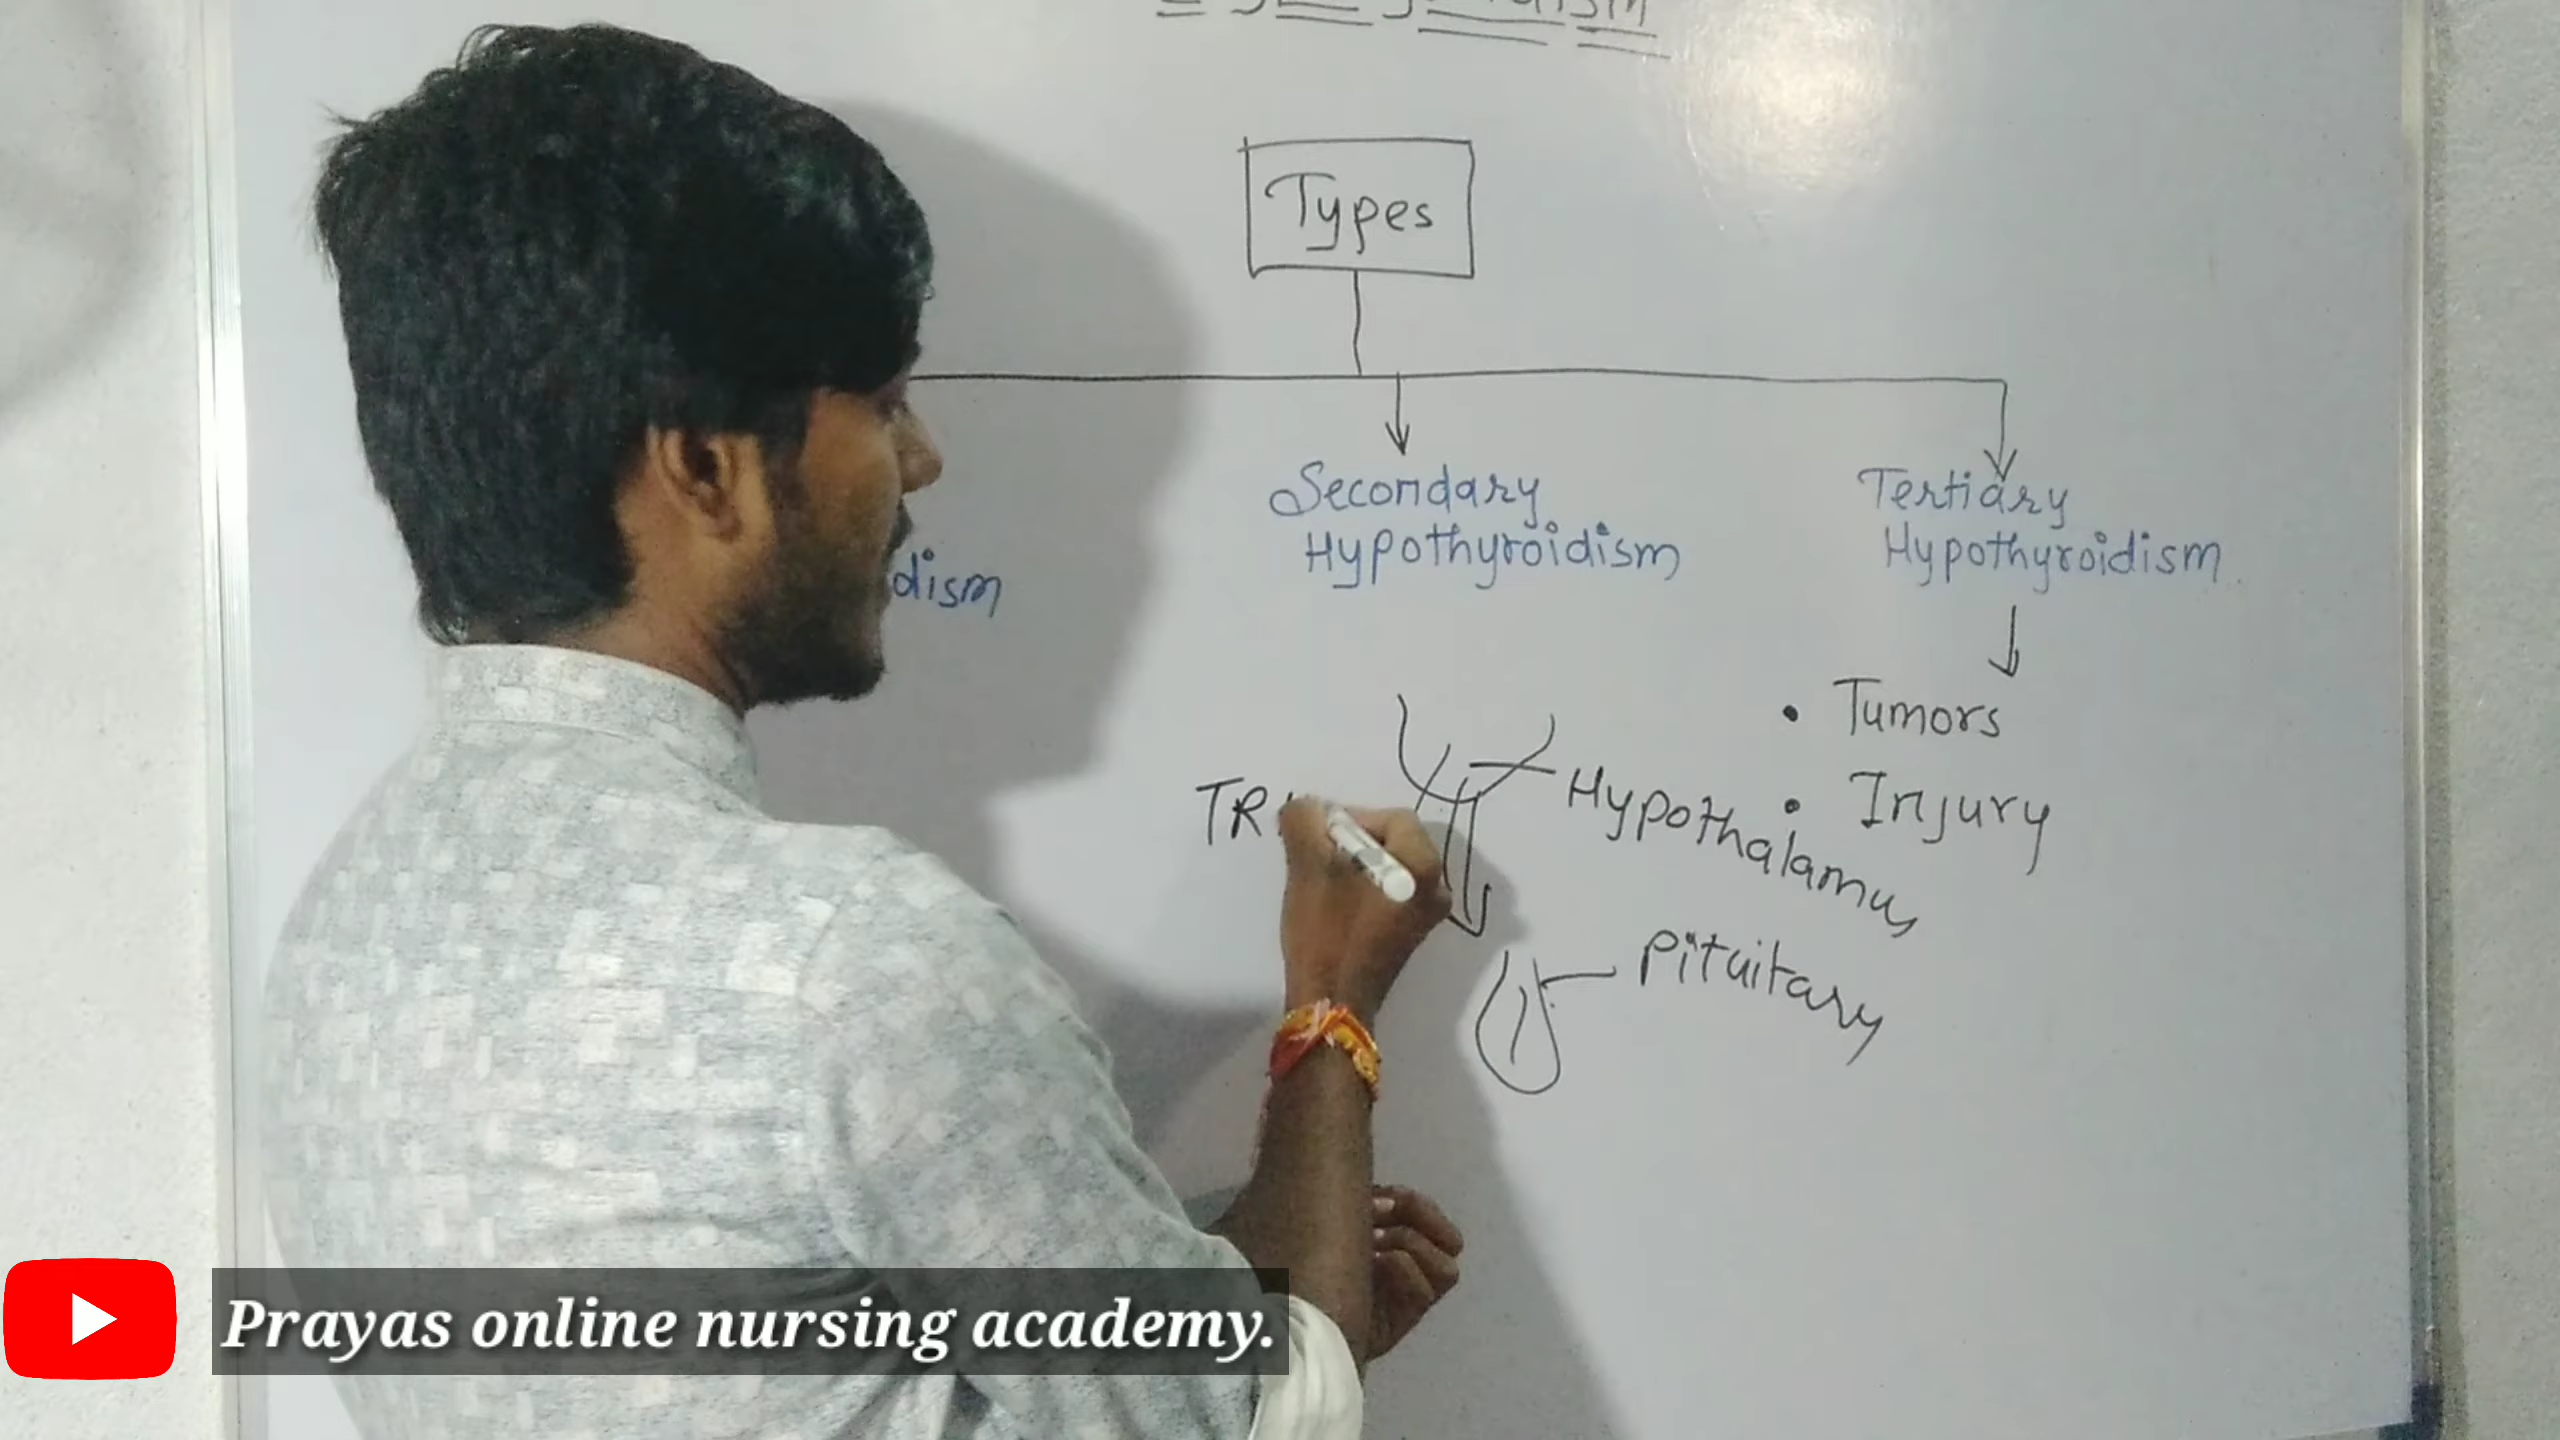 Types
Secondary
Hypothyroidism
Tertiary
Hypothyroidism
dism
• Tumors
• Injury
TR
Hypothalamus
Pituitary
Prayas online nursing academy.